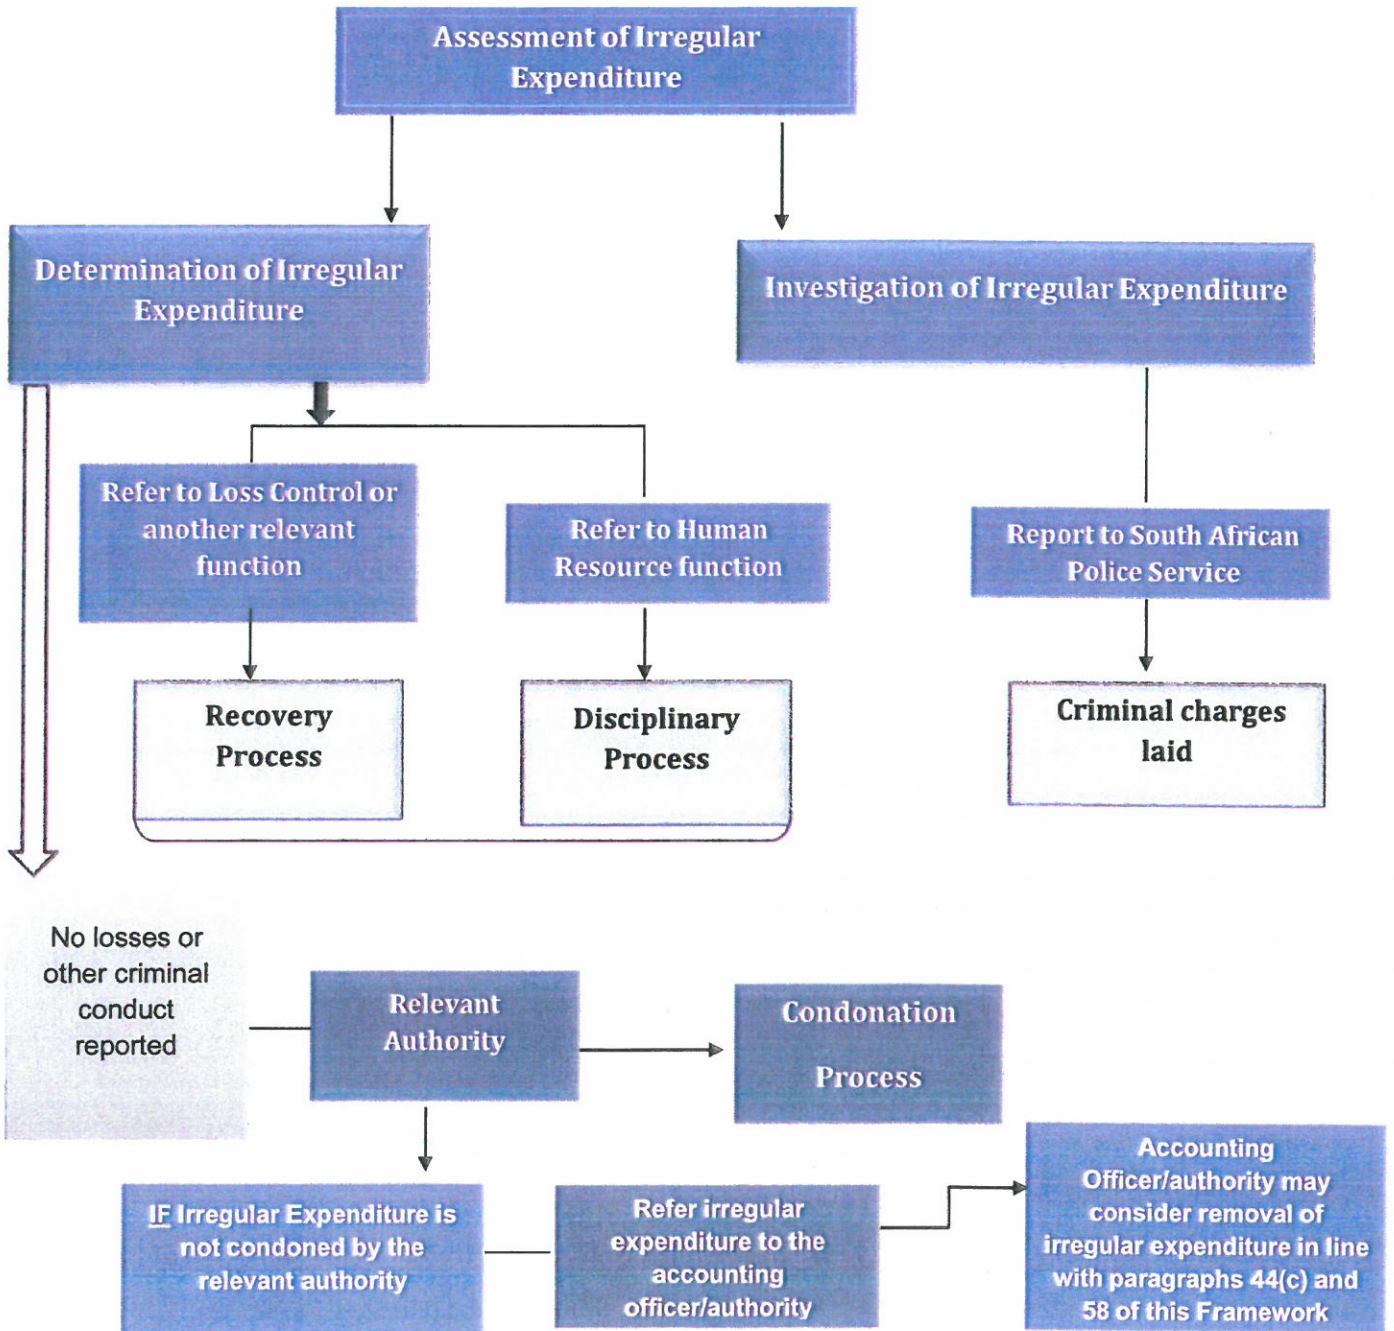 Assessment of Irregular
Expenditure
Determination of Irregular
Expenditure
Investigation of Irregular Expenditure
Refer to Loss Control or
another relevant
function
Refer to Human
Resource function
Report to South African
Police Service
Recovery
Process
Disciplinary
Process
Criminal charges
laid
No losses or
other criminal
conduct
reported
Relevant
Authority
Condonation
Process
IF Irregular Expenditure is
not condoned by the
relevant authority
Refer irregular
expenditure to the
accounting
officer/authority
Accounting
Officer/authority may
consider removal of
irregular expenditure in line
with paragraphs 44(c) and
58 of this Framework